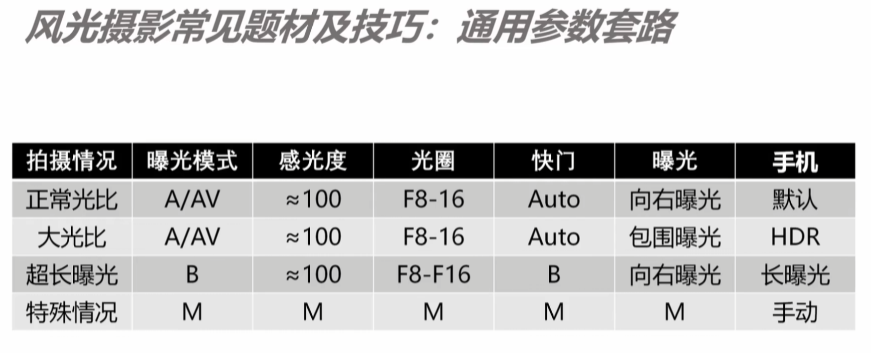 风光摄影常见题材及技巧：通用参数套路
拍摄情况 曝光模式 感光度 光圈 快门 曝光 手机
正常光比 A/AV ≈100 F8-16 Auto 向右曝光 默认
大光比 A/AV ≈100 F8-16 Auto 包围曝光 HDR
超长曝光 B ≈100 F8-F16 B 向右曝光 长曝光
特殊情况 M M M M M 手动